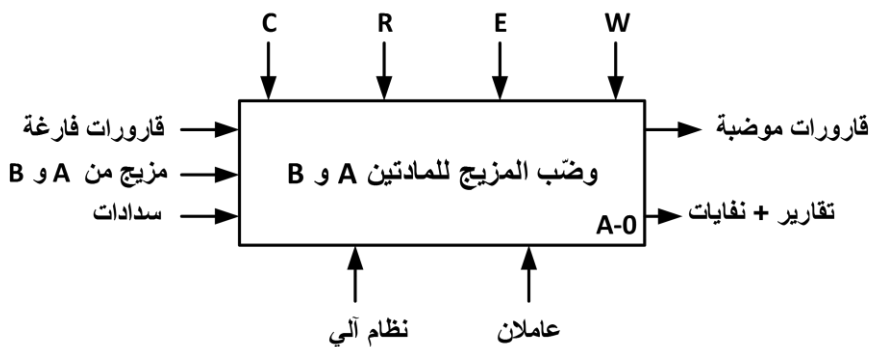 C R E W
قارورات فارغة
مزيج من A و B
سدادات
وضّب المزيج للمادتين A و B
A-0
قارورات موضبة
تقارير + نفايات
نظام آلي
عاملان